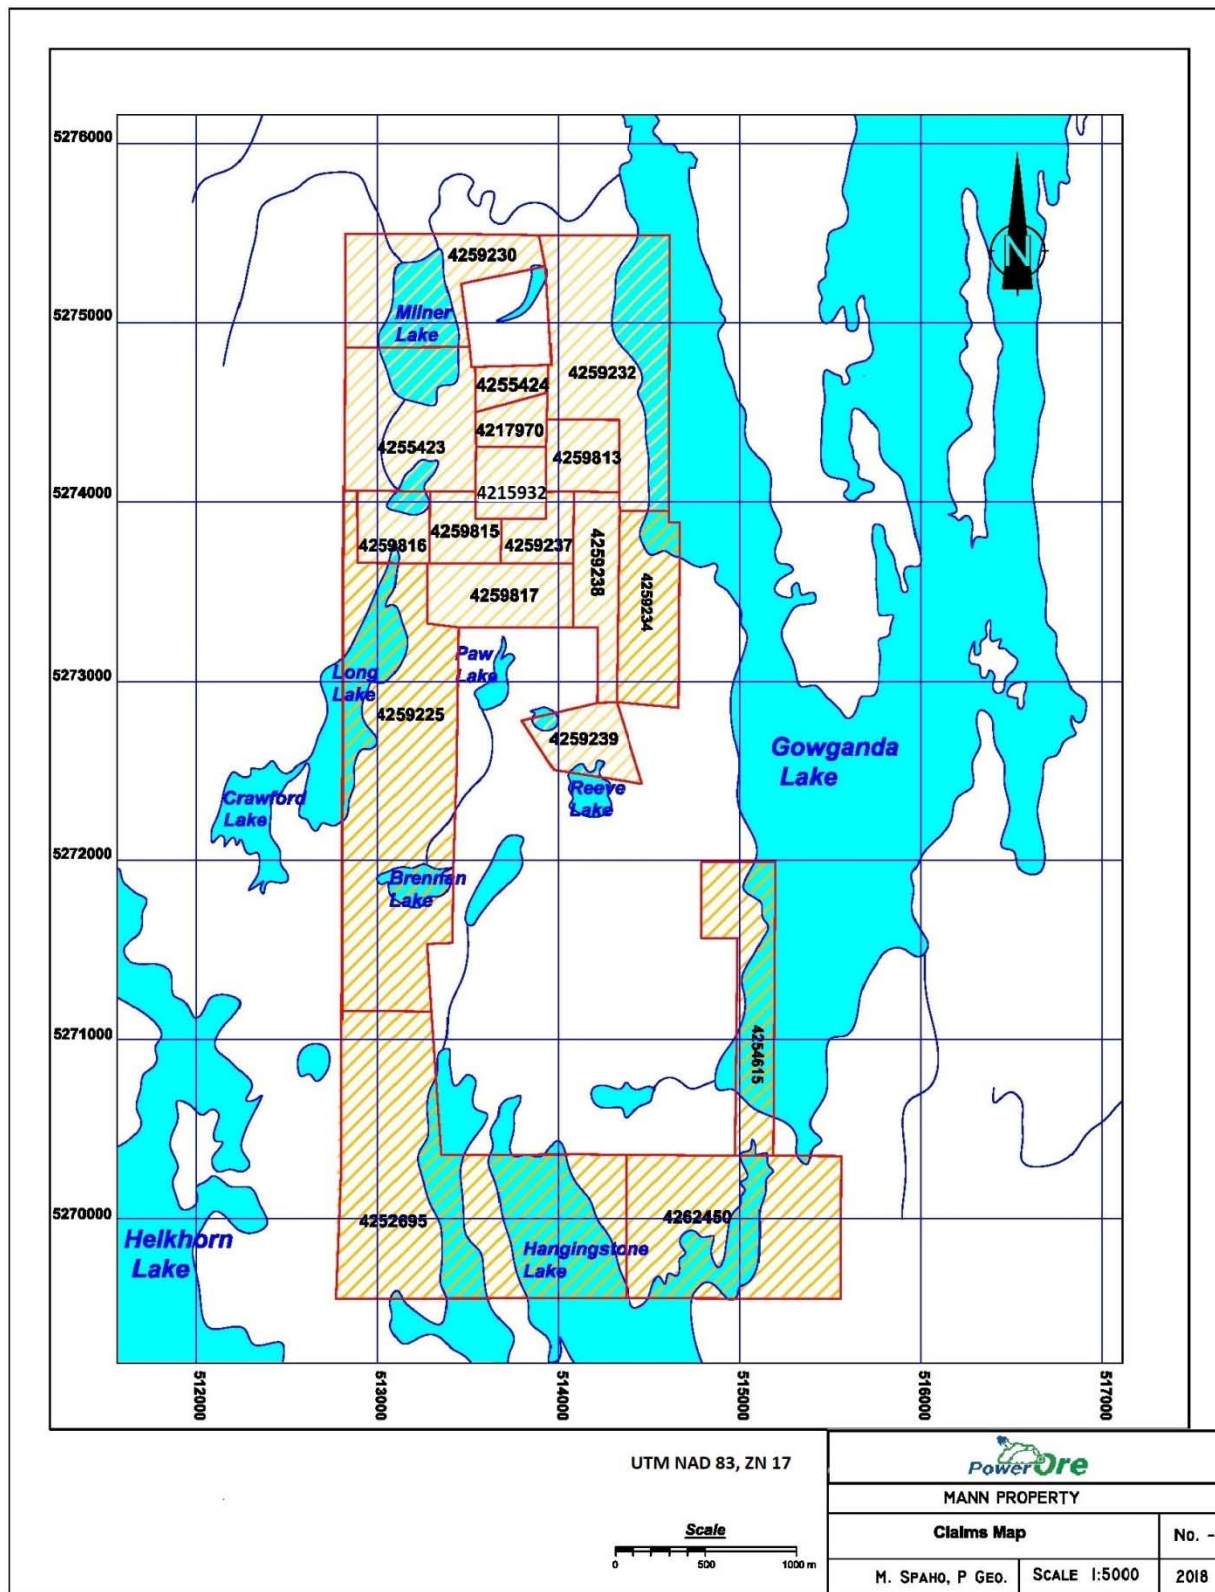 5276000
5275000
5274000
5273000
5272000
5271000
5270000
4259230
Milner
Lake
4259232
4255424
4217970
4255423
4259813
4215932
4259815
4259816
4259237
4259238
4259817
4259234
Paw
Lake
Long
Lake
4259225
4259239
Gowganda
Lake
Reeve
Lake
Crawford
Lake
Brennan
Lake
4254615
4252695
4262450
Helkhorn
Lake
Hangingstone
Lake
N
512000
513000
514000
515000
516000
517000
UTM NAD 83, ZN 17
PowerOre
MANN PROPERTY
Claims Map
No. -
M. SPAHO, P GEO.
SCALE 1:5000
2018
Scale
0 500 1000 m